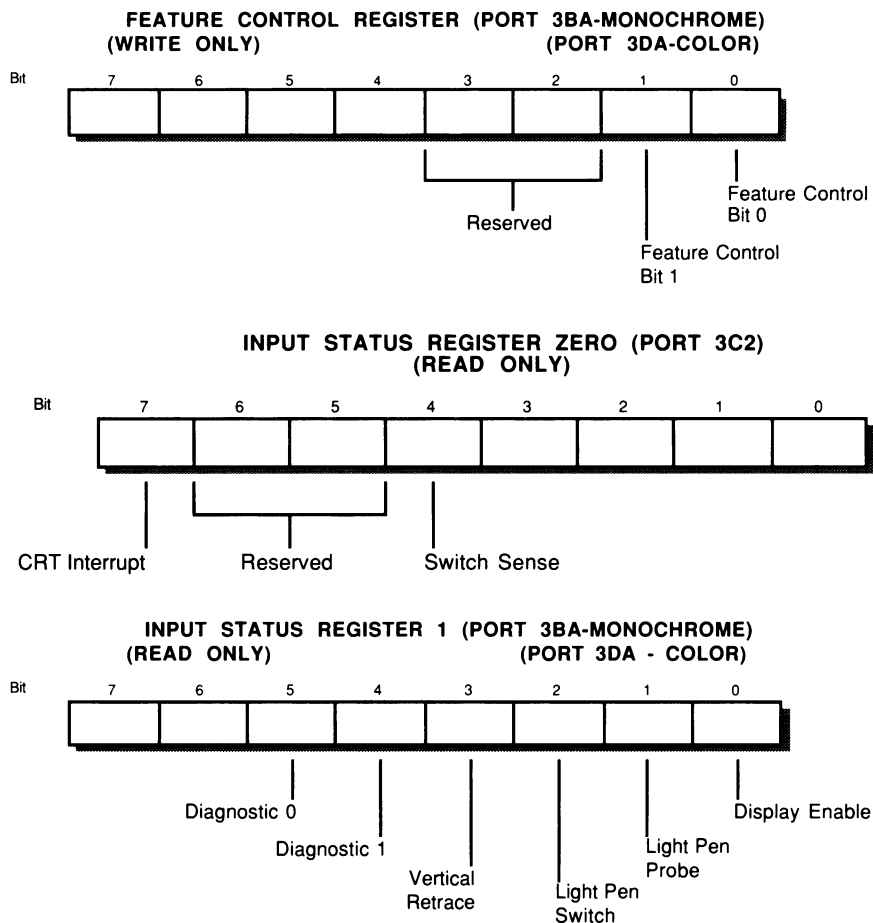 FEATURE CONTROL REGISTER (PORT 3BA-MONOCHROME)
(WRITE ONLY) (PORT 3DA-COLOR)
Bit 7 6 5 4 3 2 1 0
Reserved
Feature Control
Bit 0
Feature Control
Bit 1
INPUT STATUS REGISTER ZERO (PORT 3C2)
(READ ONLY)
Bit 7 6 5 4 3 2 1 0
CRT Interrupt Reserved Switch Sense
INPUT STATUS REGISTER 1 (PORT 3BA-MONOCHROME)
(READ ONLY) (PORT 3DA - COLOR)
Bit 7 6 5 4 3 2 1 0
Diagnostic 0
Display Enable
Diagnostic 1
Light Pen
Probe
Vertical
Retrace
Light Pen
Switch